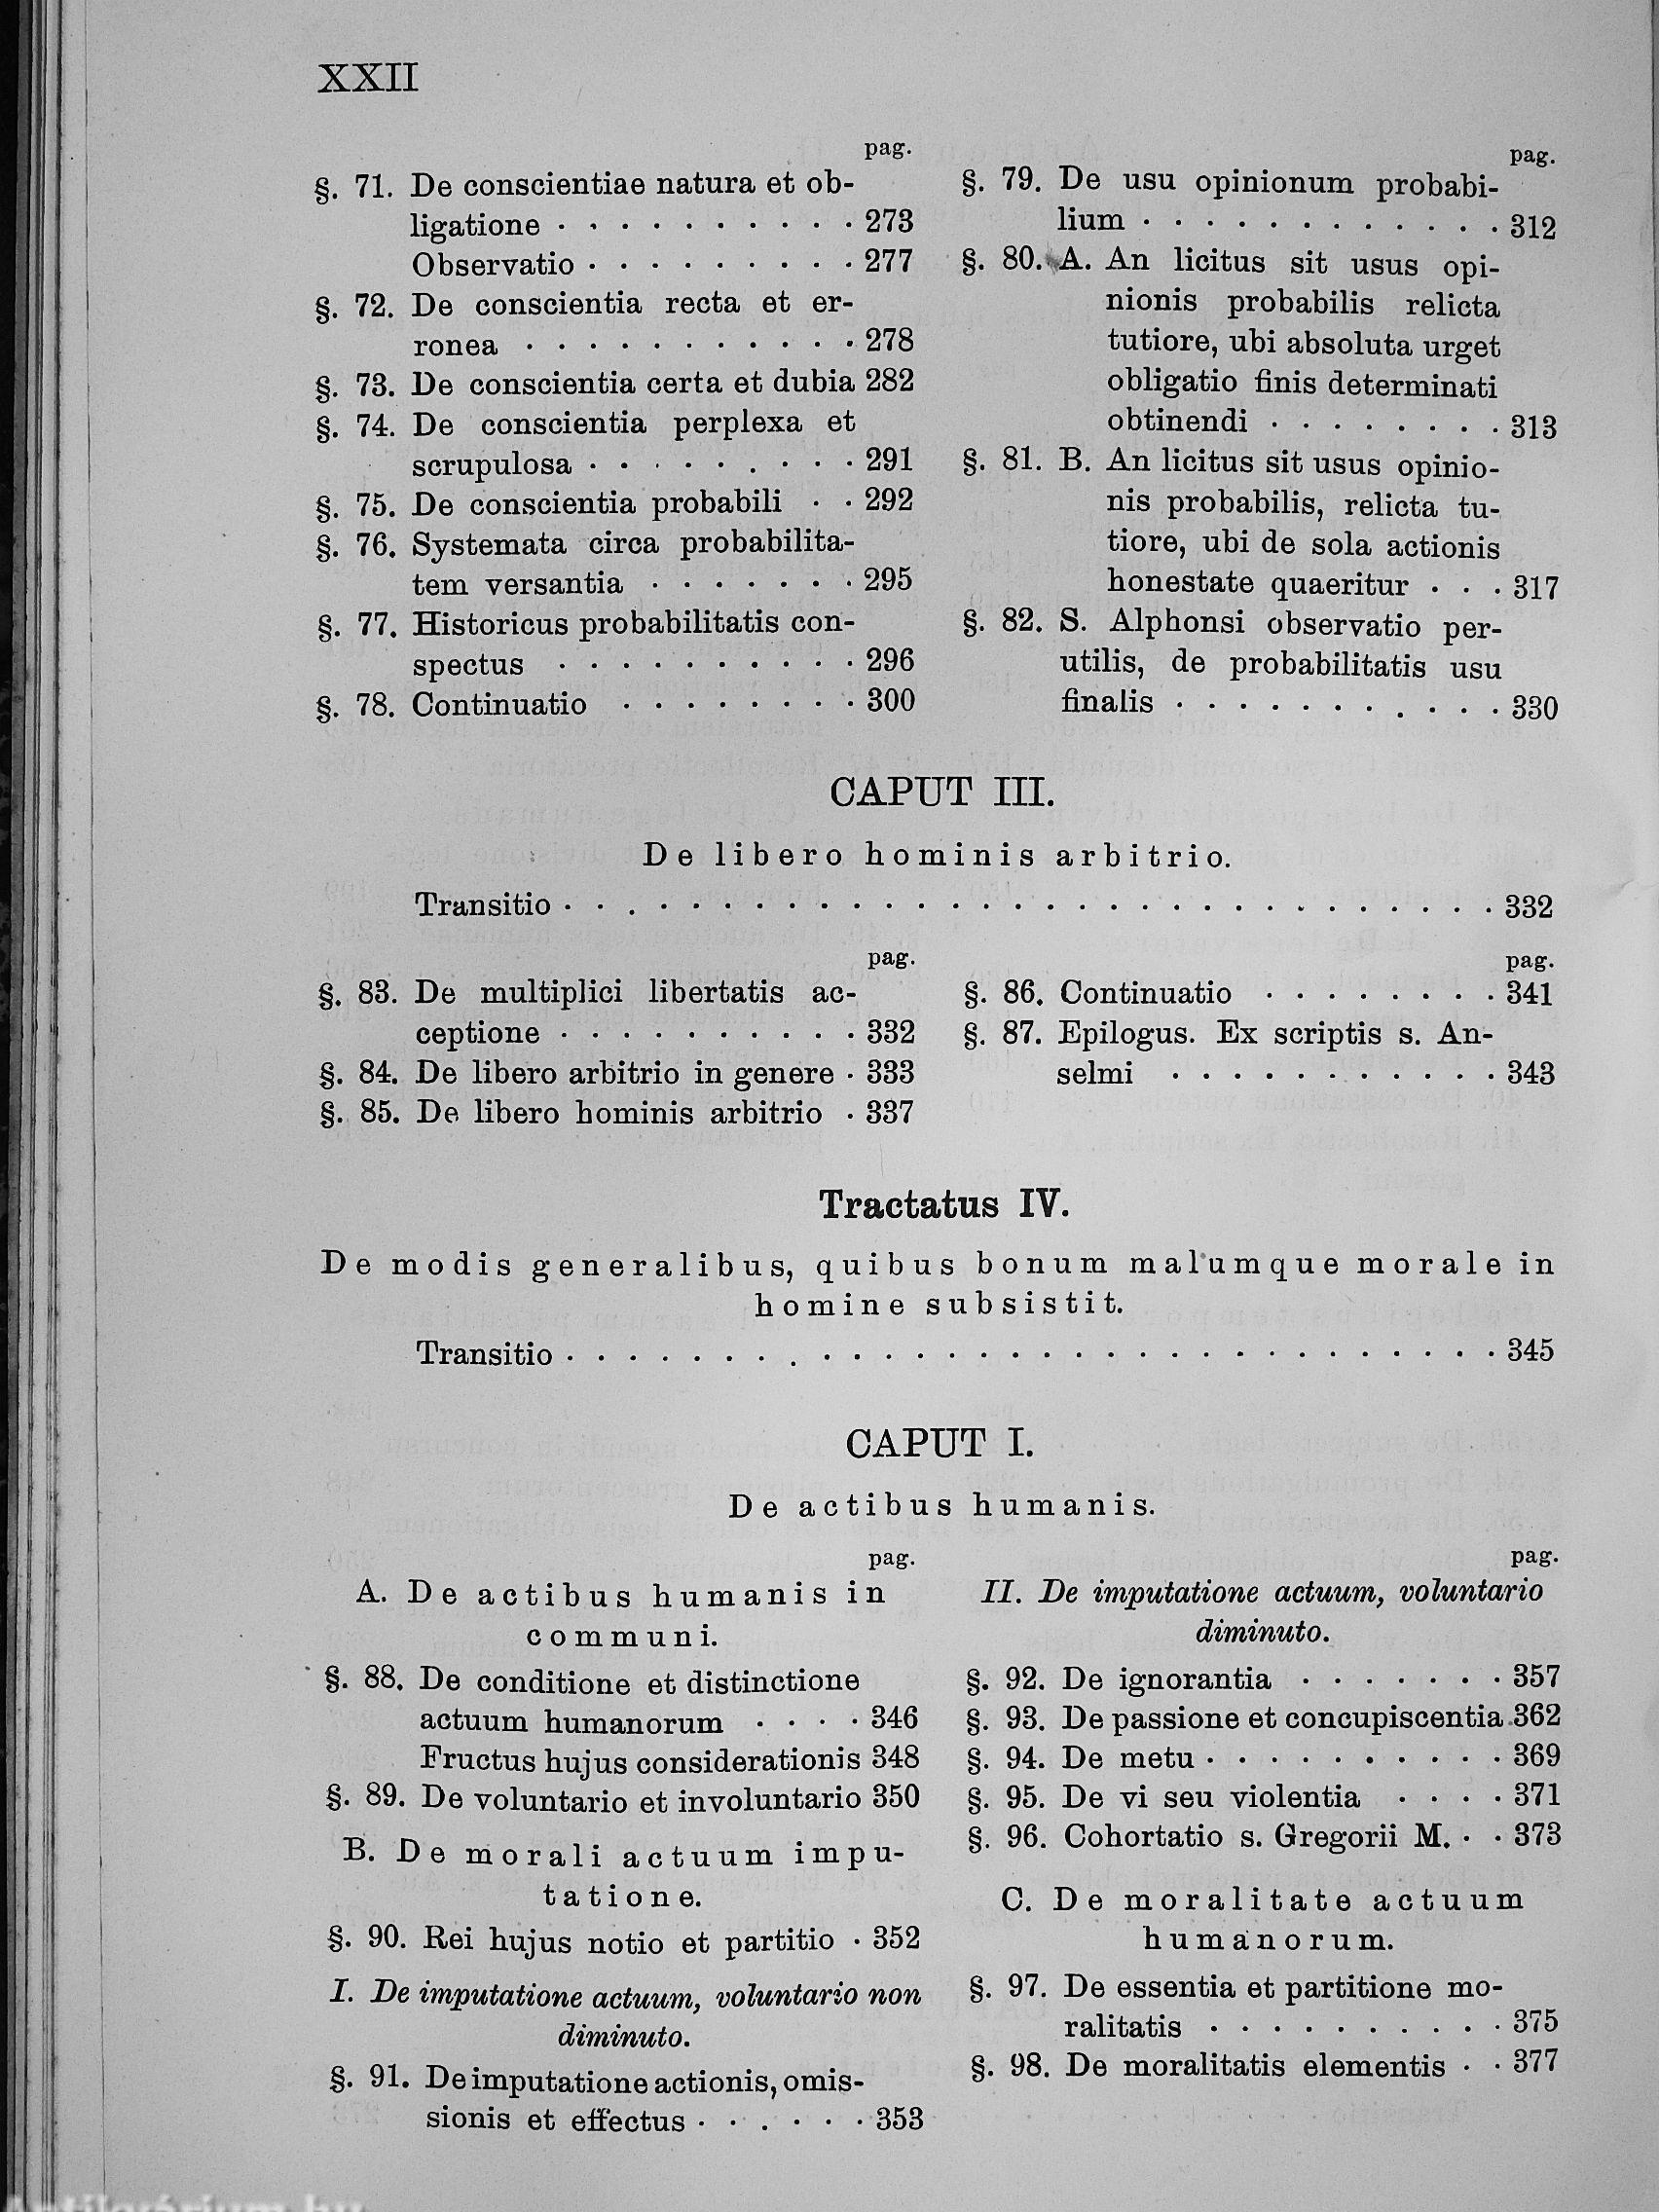 XXII
pag.
§. 71. De conscientiae natura et ob-
ligatione · · · · · · · · · · 273
Observatio · · · · · · · · · 277
§. 72. De conscientia recta et er-
ronea · · · · · · · · · · · 278
§. 73. De conscientia certa et dubia 282
§. 74. De conscientia perplexa et
scrupulosa · · · · · · · · · 291
§. 75. De conscientia probabili · · 292
§. 76. Systemata circa probabilita-
tem versantia · · · · · · · 295
§. 77. Historicus probabilitatis con-
spectus · · · · · · · · · · 296
§. 78. Continuatio · · · · · · · · 300
pag.
§. 79. De usu opinionum probabi-
lium · · · · · · · · · · · · 312
§. 80. A. An licitus sit usus opi-
nionis probabilis relicta
tutiore, ubi absoluta urget
obligatio finis determinati
obtinendi · · · · · · · · 313
§. 81. B. An licitus sit usus opinio-
nis probabilis, relicta tu-
tiore, ubi de sola actionis
honestate quaeritur · · · 317
§. 82. S. Alphonsi observatio per-
utilis, de probabilitatis usu
finalis · · · · · · · · · · · 330
CAPUT III.
De libero hominis arbitrio.
Transitio · · · · · · · · · · · · · · · · · · · · · · · · · · · · · · 332
pag.
§. 83. De multiplici libertatis ac-
ceptione · · · · · · · · · · 332
§. 84. De libero arbitrio in genere · 333
§. 85. De libero hominis arbitrio · 337
pag.
§. 86. Continuatio · · · · · · · · 341
§. 87. Epilogus. Ex scriptis s. An-
selmi · · · · · · · · · · · 343
Tractatus IV.
De modis generalibus, quibus bonum malumque morale in
homine subsistit.
Transitio · · · · · · · · · · · · · · · · · · · · · · · · · · · · · · 345
CAPUT I.
De actibus humanis.
pag.
A. De actibus humanis in
communi.
§. 88. De conditione et distinctione
actuum humanorum · · · · 346
Fructus hujus considerationis 348
§. 89. De voluntario et involuntario 350
B. De morali actuum impu-
tatione.
§. 90. Rei hujus notio et partitio · 352
I. De imputatione actuum, voluntario non
diminuto.
§. 91. De imputatione actionis, omis-
sionis et effectus · · · · · · 353
pag.
II. De imputatione actuum, voluntario
diminuto.
§. 92. De ignorantia · · · · · · · 357
§. 93. De passione et concupiscentia 362
§. 94. De metu · · · · · · · · · · 369
§. 95. De vi seu violentia · · · · 371
§. 96. Cohortatio s. Gregorii M. · · 373
C. De moralitate actuum
humanorum.
§. 97. De essentia et partitione mo-
ralitatis · · · · · · · · · · 375
§. 98. De moralitatis elementis · · 377